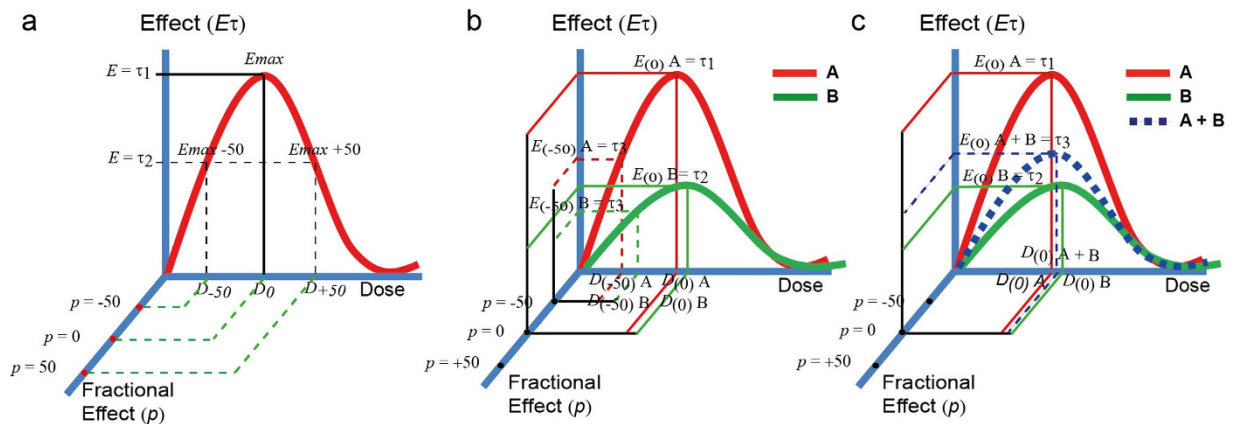 a
Effect (Eτ)
E = τ1
Emax
E = τ2
Emax -50
Emax +50
D-50
D0
D+50
Dose
p = -50
p = 0
p = 50
Fractional
Effect (p)
b
Effect (Eτ)
E(0) A = τ1
A
B
E(-50) A = τ3
E(0) B = τ2
E(-50) B = τ3
D(-50) A
D(0) A
Dose
D(-50) B
D(0) B
p = -50
p = 0
p = +50
Fractional
Effect (p)
c
Effect (Eτ)
E(0) A = τ1
A
B
A + B
E(0) A + B = τ3
E(0) B = τ2
D(0) A + B
D(0) A
D(0) B
Dose
p = -50
p = 0
p = +50
Fractional
Effect (p)